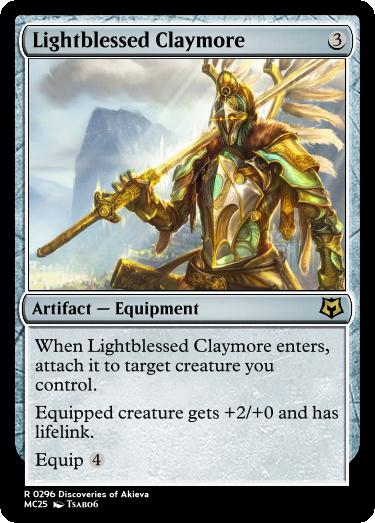 Lightblessed Claymore 3
Artifact — Equipment
When Lightblessed Claymore enters,
attach it to target creature you
control.
Equipped creature gets +2/+0 and has
lifelink.
Equip 4
R 0296 Discoveries of Akieva
MC25 Tsabo6